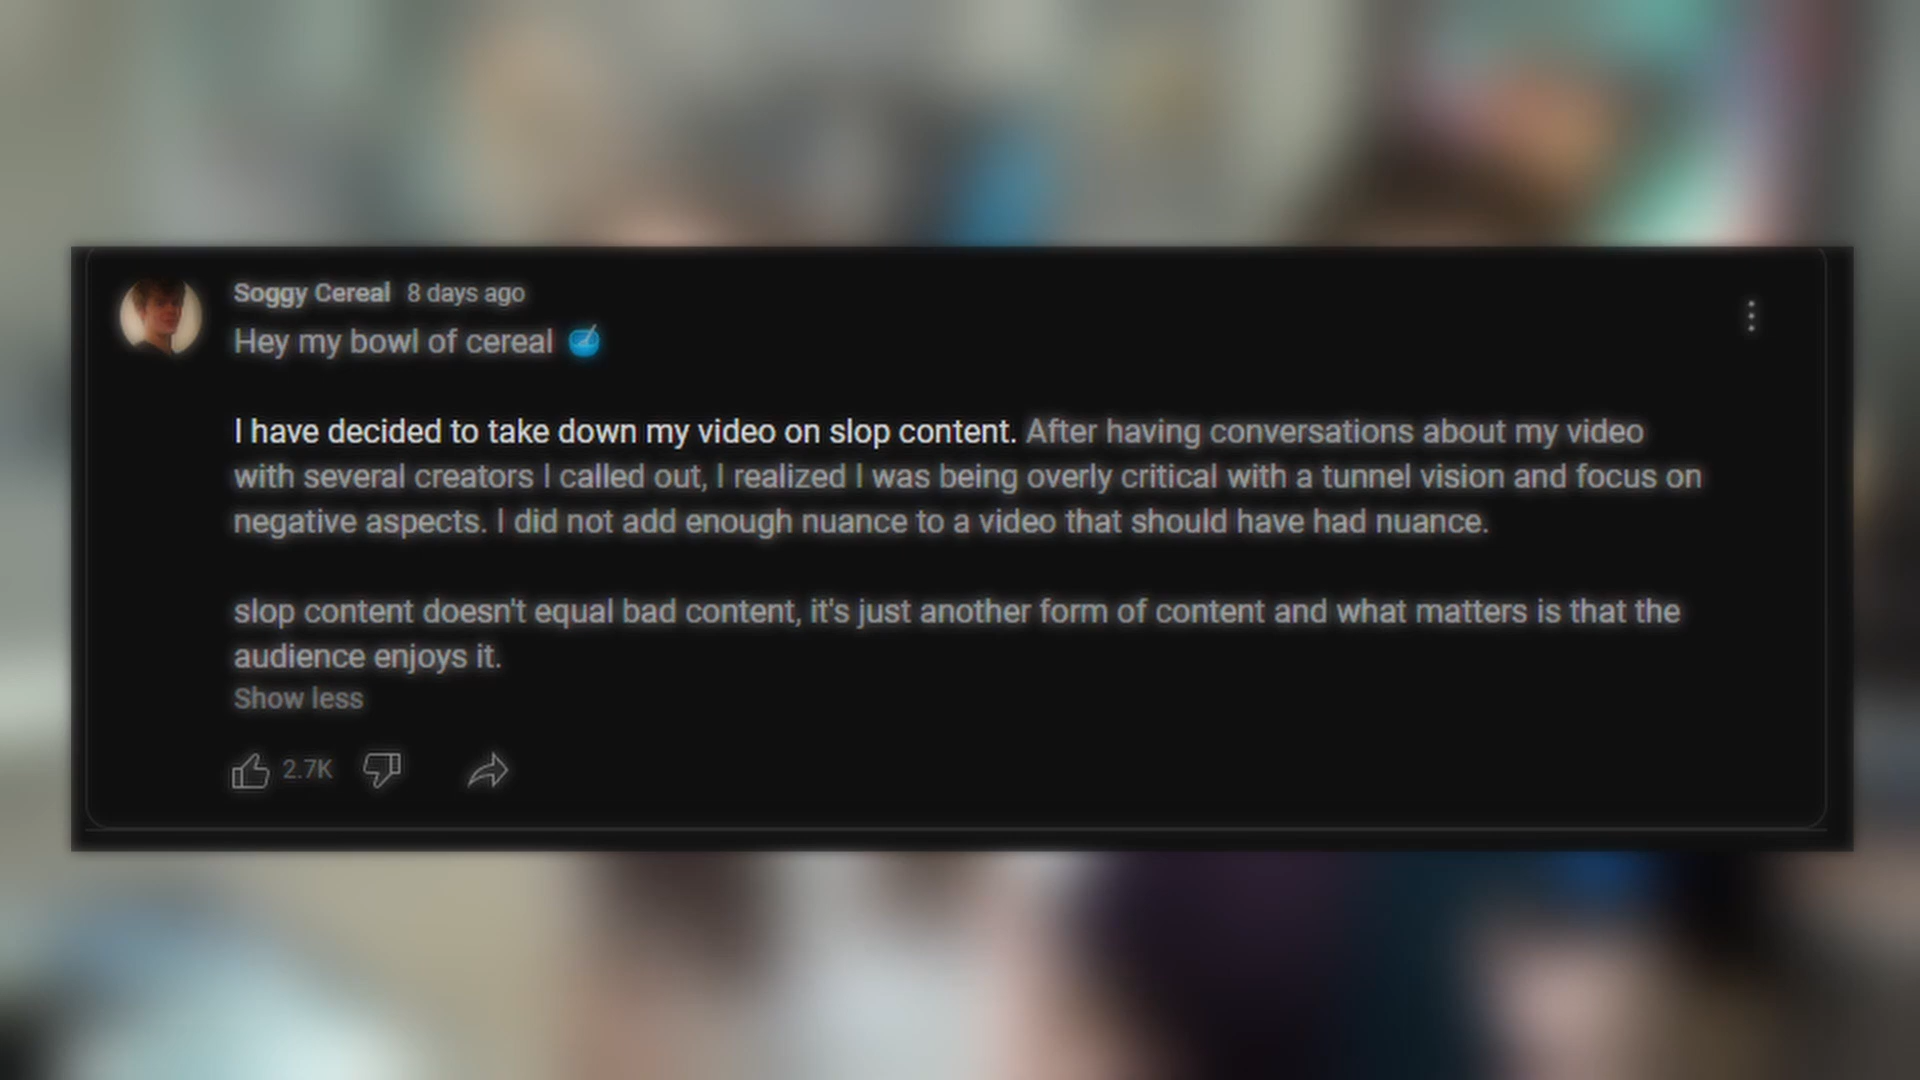 Soggy Cereal 8 days ago
Hey my bowl of cereal 🥣
I have decided to take down my video on slop content. After having conversations about my video
with several creators I called out, I realized I was being overly critical with a tunnel vision and focus on
negative aspects. I did not add enough nuance to a video that should have had nuance.
slop content doesn't equal bad content, it's just another form of content and what matters is that the
audience enjoys it.
Show less
2.7K